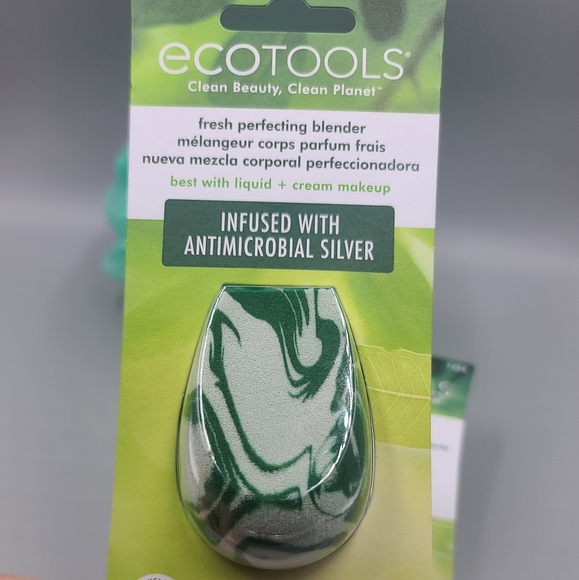 ecoTOOLS®
Clean Beauty, Clean Planet™
fresh perfecting blender
mélangeur corps parfum frais
nueva mezcla corporal perfeccionadora
best with liquid + cream makeup
INFUSED WITH
ANTIMICROBIAL SILVER